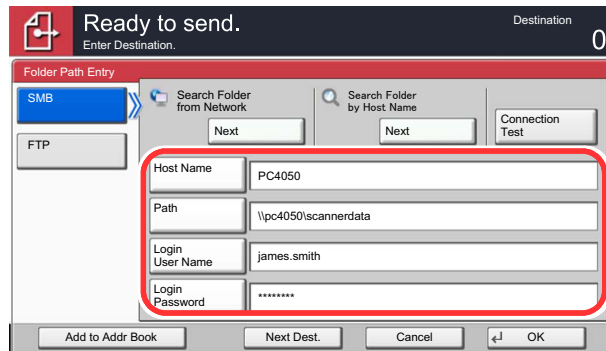 Ready to send.
Destination
Enter Destination.
0
Folder Path Entry
SMB
FTP
Search Folder
from Network
Next
Search Folder
by Host Name
Next
Connection
Test
Host Name
PC4050
Path
\\pc4050\scannerdata
Login
User Name
james.smith
Login
Password
********
Add to Addr Book
Next Dest.
Cancel
OK